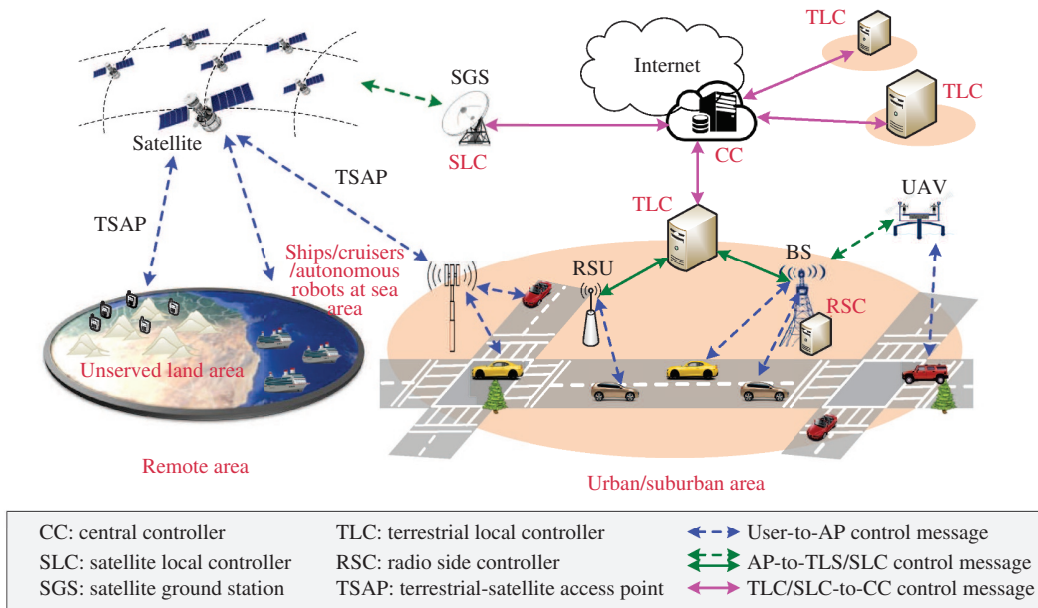 TLC
Internet
SGS
TLC
Satellite
SLC
CC
TSAP
UAV
TSAP
TLC
Ships/cruisers
/autonomous
robots at sea
area
RSU
BS
RSC
Unserved land area
Remote area
Urban/suburban area
CC: central controller
TLC: terrestrial local controller
User-to-AP control message
SLC: satellite local controller
RSC: radio side controller
AP-to-TLS/SLC control message
SGS: satellite ground station
TSAP: terrestrial-satellite access point
TLC/SLC-to-CC control message